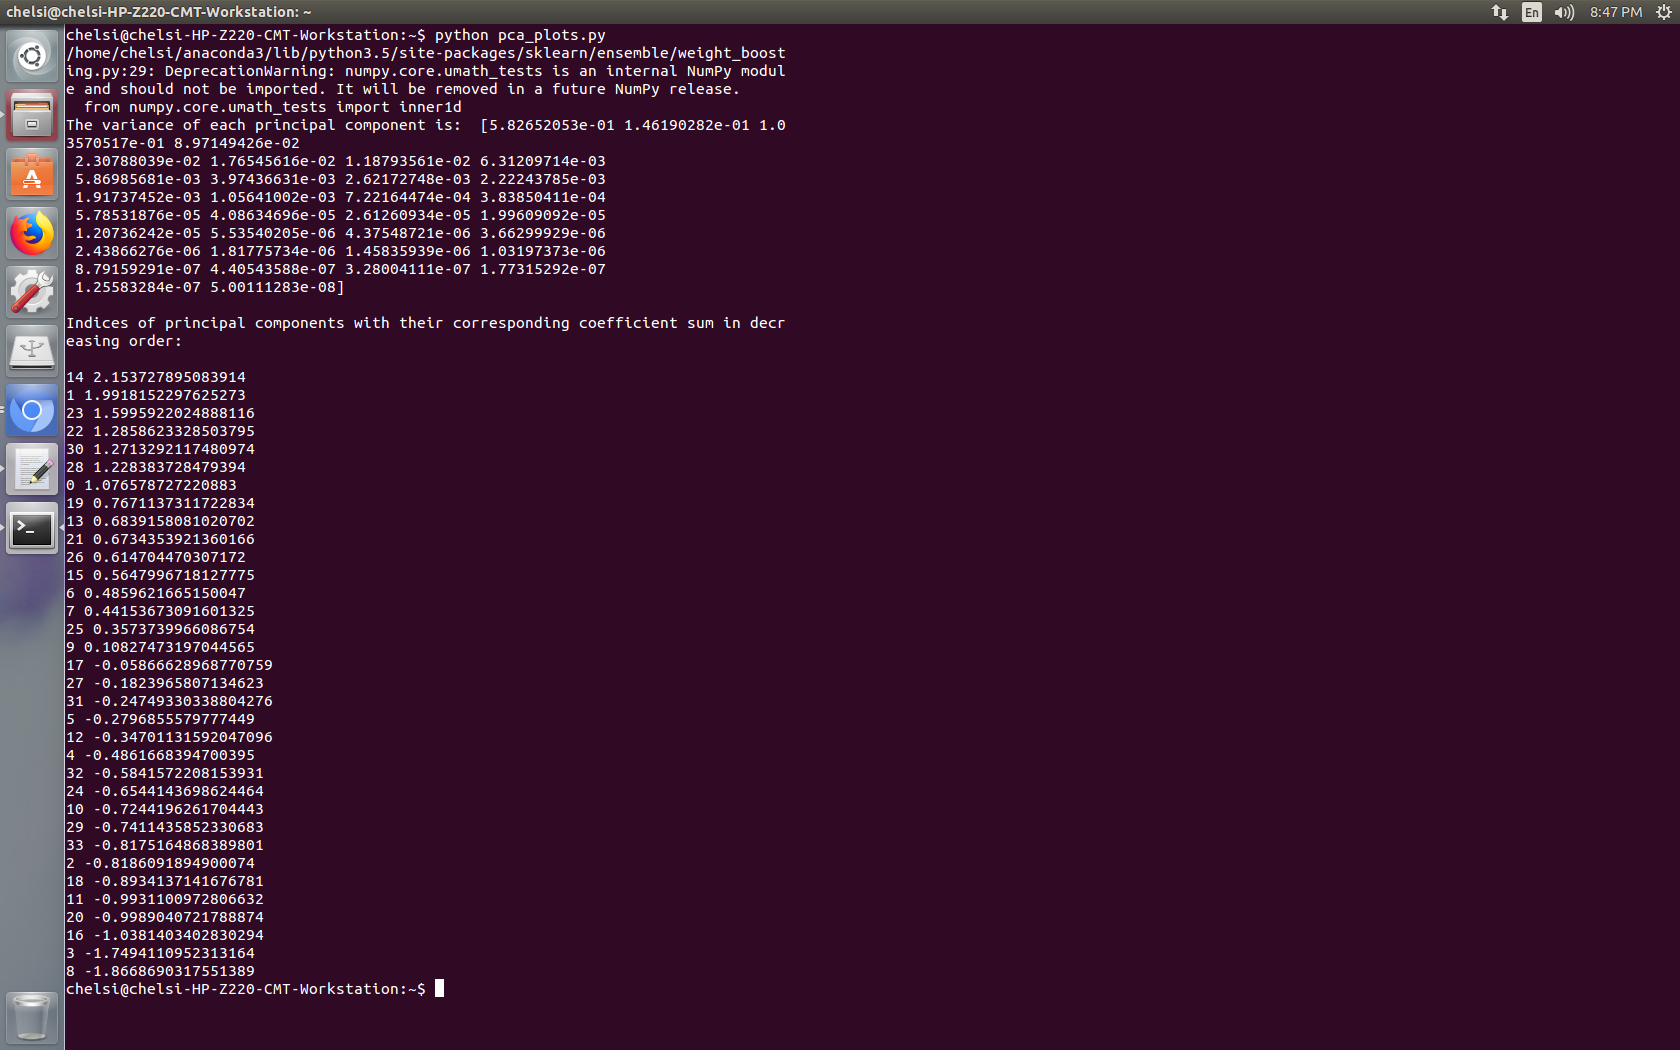 chelsi@chelsi-HP-Z220-CMT-Workstation: ~
En
8:47 PM
chelsi@chelsi-HP-Z220-CMT-Workstation:~$ python pca_plots.py
/home/chelsi/anaconda3/lib/python3.5/site-packages/sklearn/ensemble/weight_boost
ing.py:29: DeprecationWarning: numpy.core.umath_tests is an internal NumPy modul
e and should not be imported. It will be removed in a future NumPy release.
  from numpy.core.umath_tests import inner1d
The variance of each principal component is:  [5.82652053e-01 1.46190282e-01 1.0
3570517e-01 8.97149426e-02
 2.30788039e-02 1.76545616e-02 1.18793561e-02 6.31209714e-03
 5.86985681e-03 3.97436631e-03 2.62172748e-03 2.22243785e-03
 1.91737452e-03 1.05641002e-03 7.22164474e-04 3.83850411e-04
 5.78531876e-05 4.08634696e-05 2.61260934e-05 1.99609092e-05
 1.20736242e-05 5.53540205e-06 4.37548721e-06 3.66299929e-06
 2.43866276e-06 1.81775734e-06 1.45835939e-06 1.03197373e-06
 8.79159291e-07 4.40543588e-07 3.28004111e-07 1.77315292e-07
 1.25583284e-07 5.00111283e-08]
Indices of principal components with their corresponding coefficient sum in decr
easing order:
14 2.153727895083914
1 1.9918152297625273
23 1.5995922024888116
22 1.2858623328503795
30 1.2713292117480974
28 1.228383728479394
0 1.076578727220883
19 0.7671137311722834
13 0.6839158081020702
21 0.6734353921360166
26 0.614704470307172
15 0.5647996718127775
6 0.4859621665150047
7 0.44153673091601325
25 0.3573739966086754
9 0.10827473197044565
17 -0.05866628968770759
27 -0.1823965807134623
31 -0.24749330338804276
5 -0.2796855579777449
12 -0.34701131592047096
4 -0.4861668394700395
32 -0.5841572208153931
24 -0.6544143698624464
10 -0.7244196261704443
29 -0.7411435852330683
33 -0.8175164868389801
2 -0.8186091894900074
18 -0.8934137141676781
11 -0.9931100972806632
20 -0.9989040721788874
16 -1.0381403402830294
3 -1.7494110952313164
8 -1.8668690317551389
chelsi@chelsi-HP-Z220-CMT-Workstation:~$